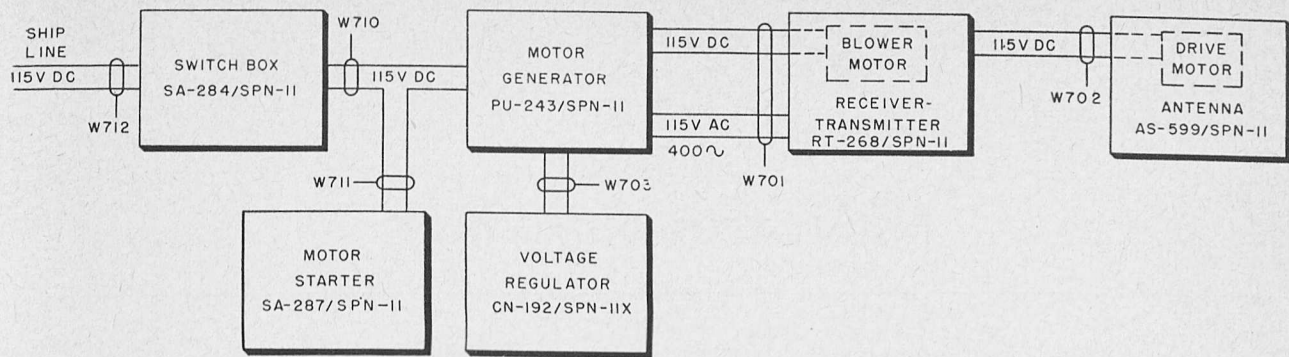 SHIP
LINE
115V DC
W712
SWITCH BOX
SA-284/SPN-11
W710
115V DC
W711
MOTOR
STARTER
SA-287/SPN-11
MOTOR
GENERATOR
PU-243/SPN-11
W703
VOLTAGE
REGULATOR
CN-192/SPN-11X
115V DC
115V AC
400~
W701
BLOWER
MOTOR
RECEIVER-
TRANSMITTER
RT-268/SPN-11
115V DC
W702
DRIVE
MOTOR
ANTENNA
AS-599/SPN-11